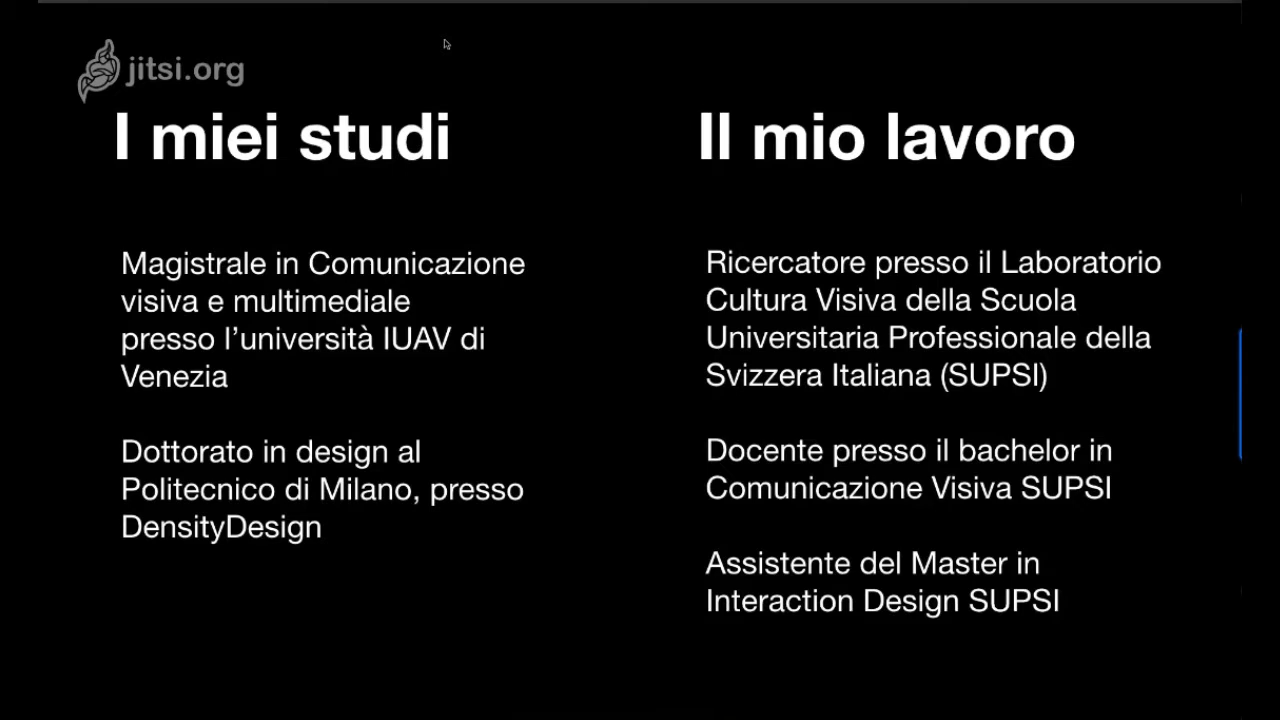 jitsi.org
I miei studi
Magistrale in Comunicazione
visiva e multimediale
presso l’università IUAV di
Venezia
Dottorato in design al
Politecnico di Milano, presso
DensityDesign
Il mio lavoro
Ricercatore presso il Laboratorio
Cultura Visiva della Scuola
Universitaria Professionale della
Svizzera Italiana (SUPSI)
Docente presso il bachelor in
Comunicazione Visiva SUPSI
Assistente del Master in
Interaction Design SUPSI